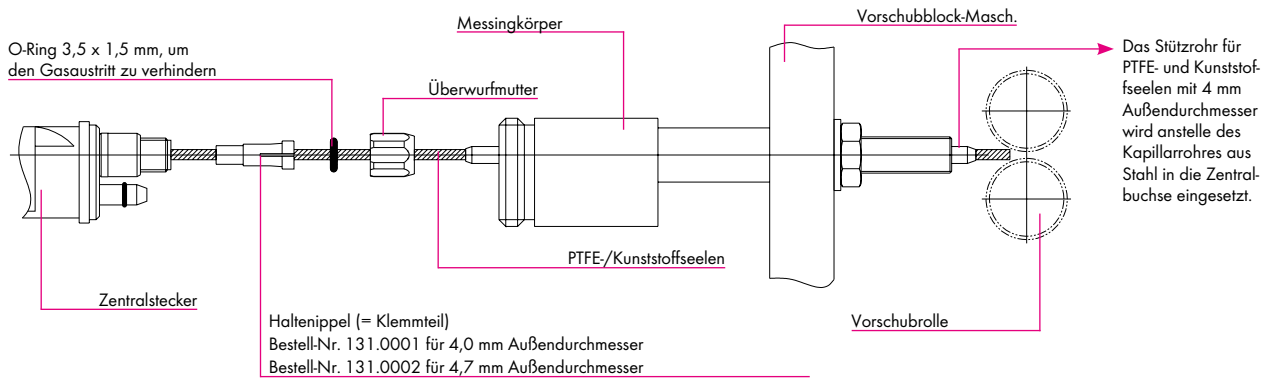 O-Ring 3,5 x 1,5 mm, um
den Gasaustritt zu verhindern
Messingkörper
Überwurfmutter
Vorschubblock-Masch.
Das Stützrohr für
PTFE- und Kunststof-
fseelen mit 4 mm
Außendurchmesser
wird anstelle des
Kapillarrohres aus
Stahl in die Zentral-
buchse eingesetzt.
Zentralstecker
PTFE-/Kunststoffseelen
Haltenippel (= Klemmteil)
Bestell-Nr. 131.0001 für 4,0 mm Außendurchmesser
Bestell-Nr. 131.0002 für 4,7 mm Außendurchmesser
Vorschubrolle